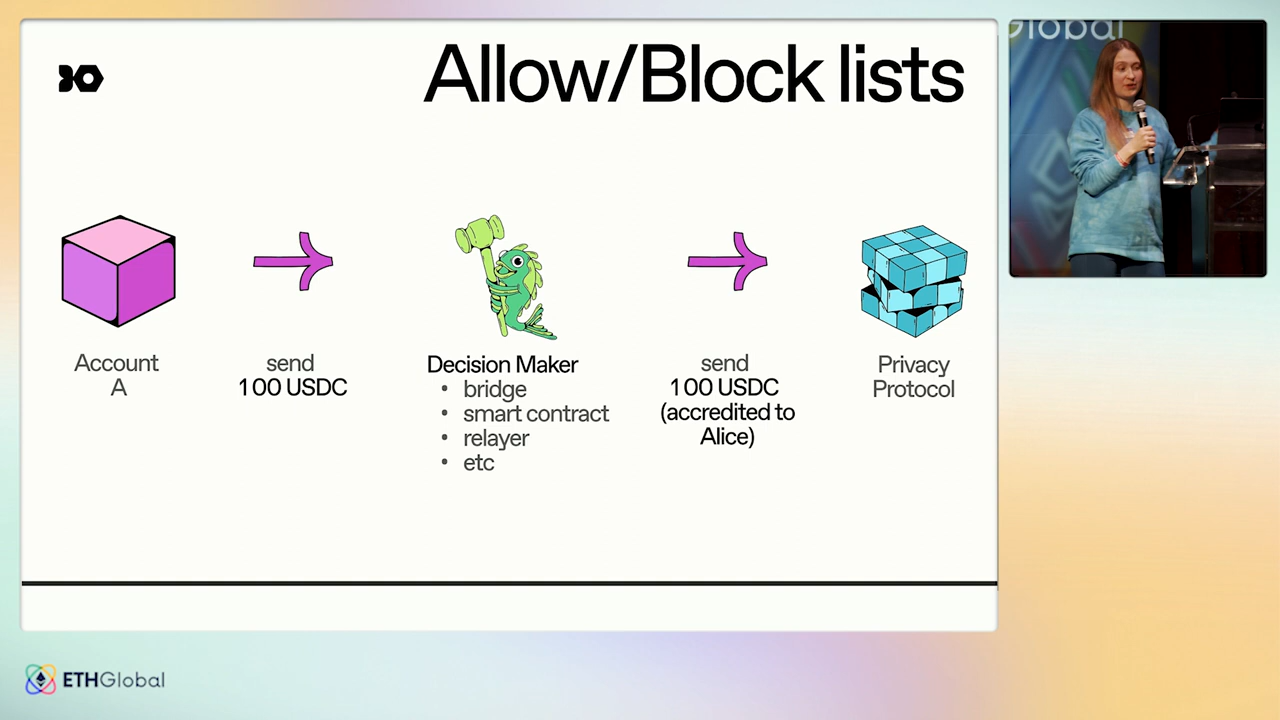 Allow/Block lists
Account
A
send
100 USDC
Decision Maker
• bridge
• smart contract
• relayer
• etc
send
100 USDC
(accredited to
Alice)
Privacy
Protocol
Global
ETHGlobal